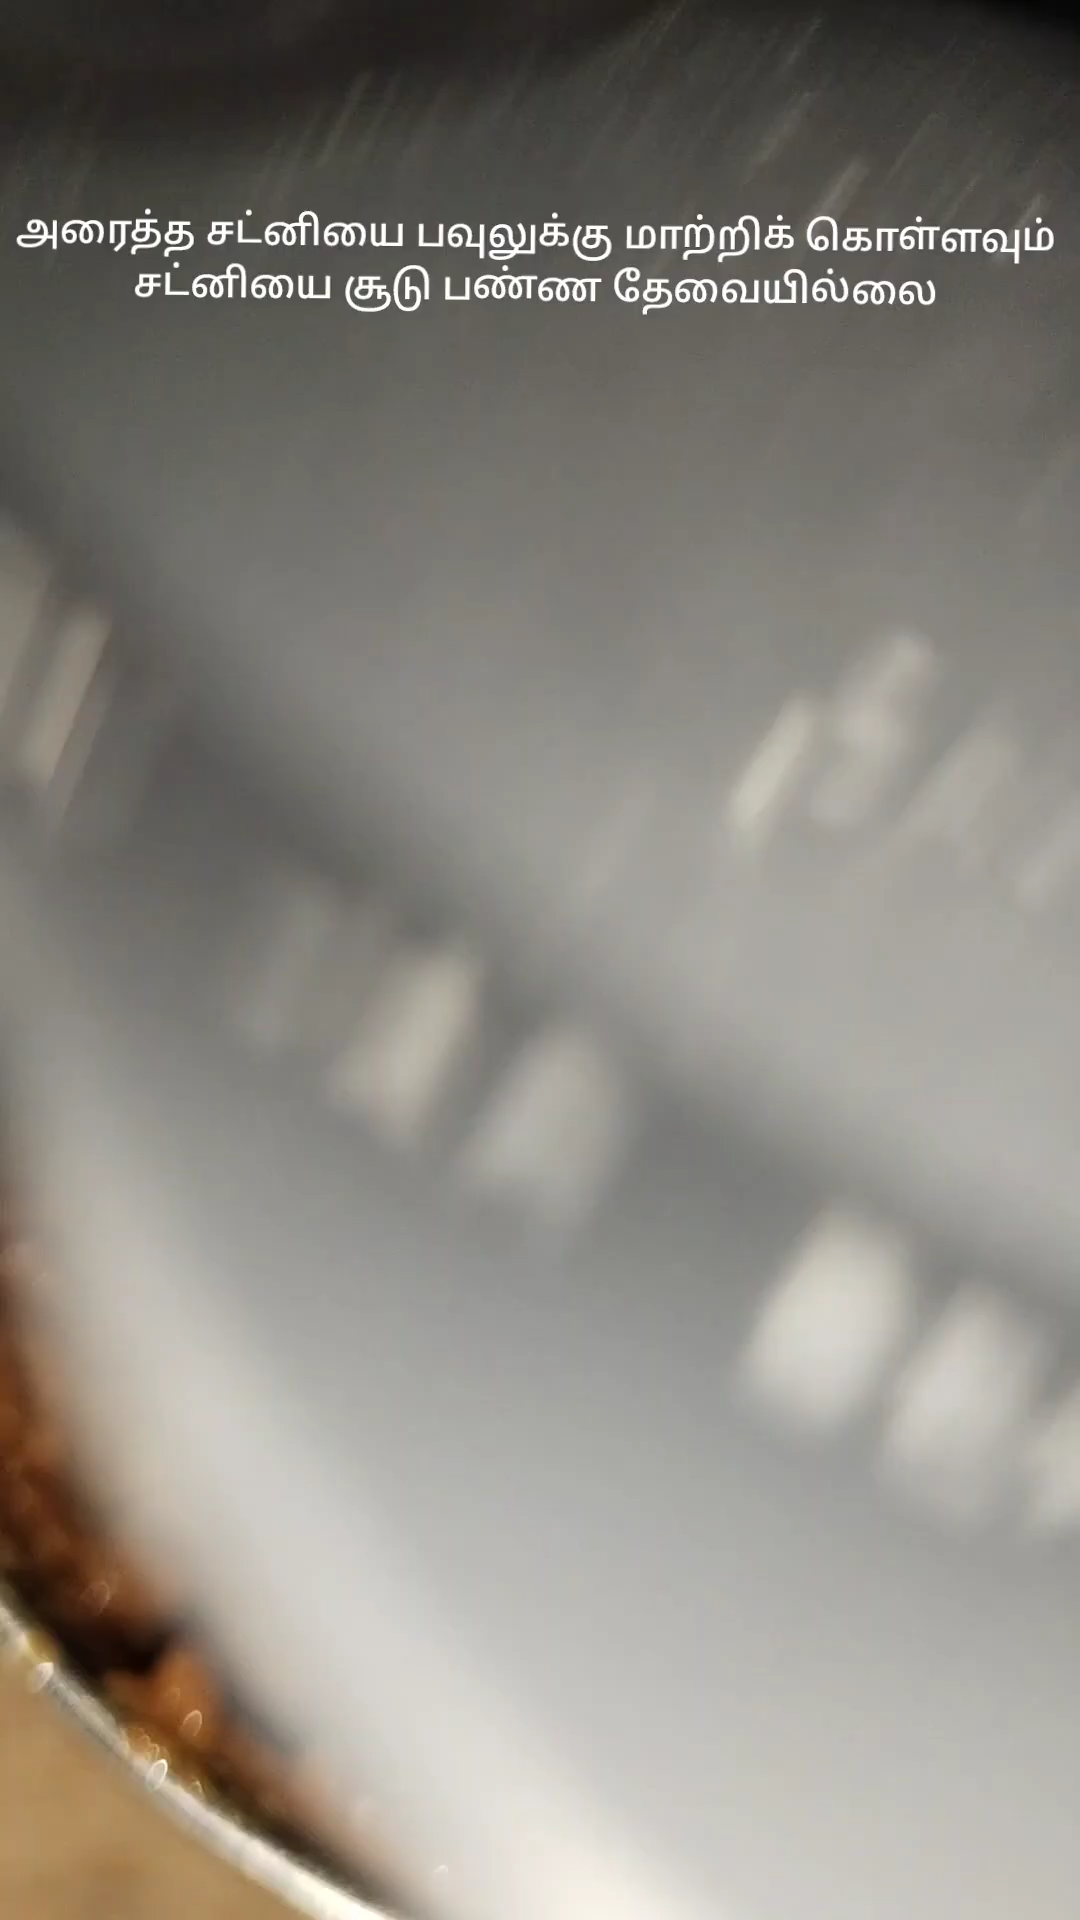 அரைத்த சட்னியை பவுலுக்கு மாற்றிக் கொள்ளவும்
சட்னியை சூடு பண்ண தேவையில்லை